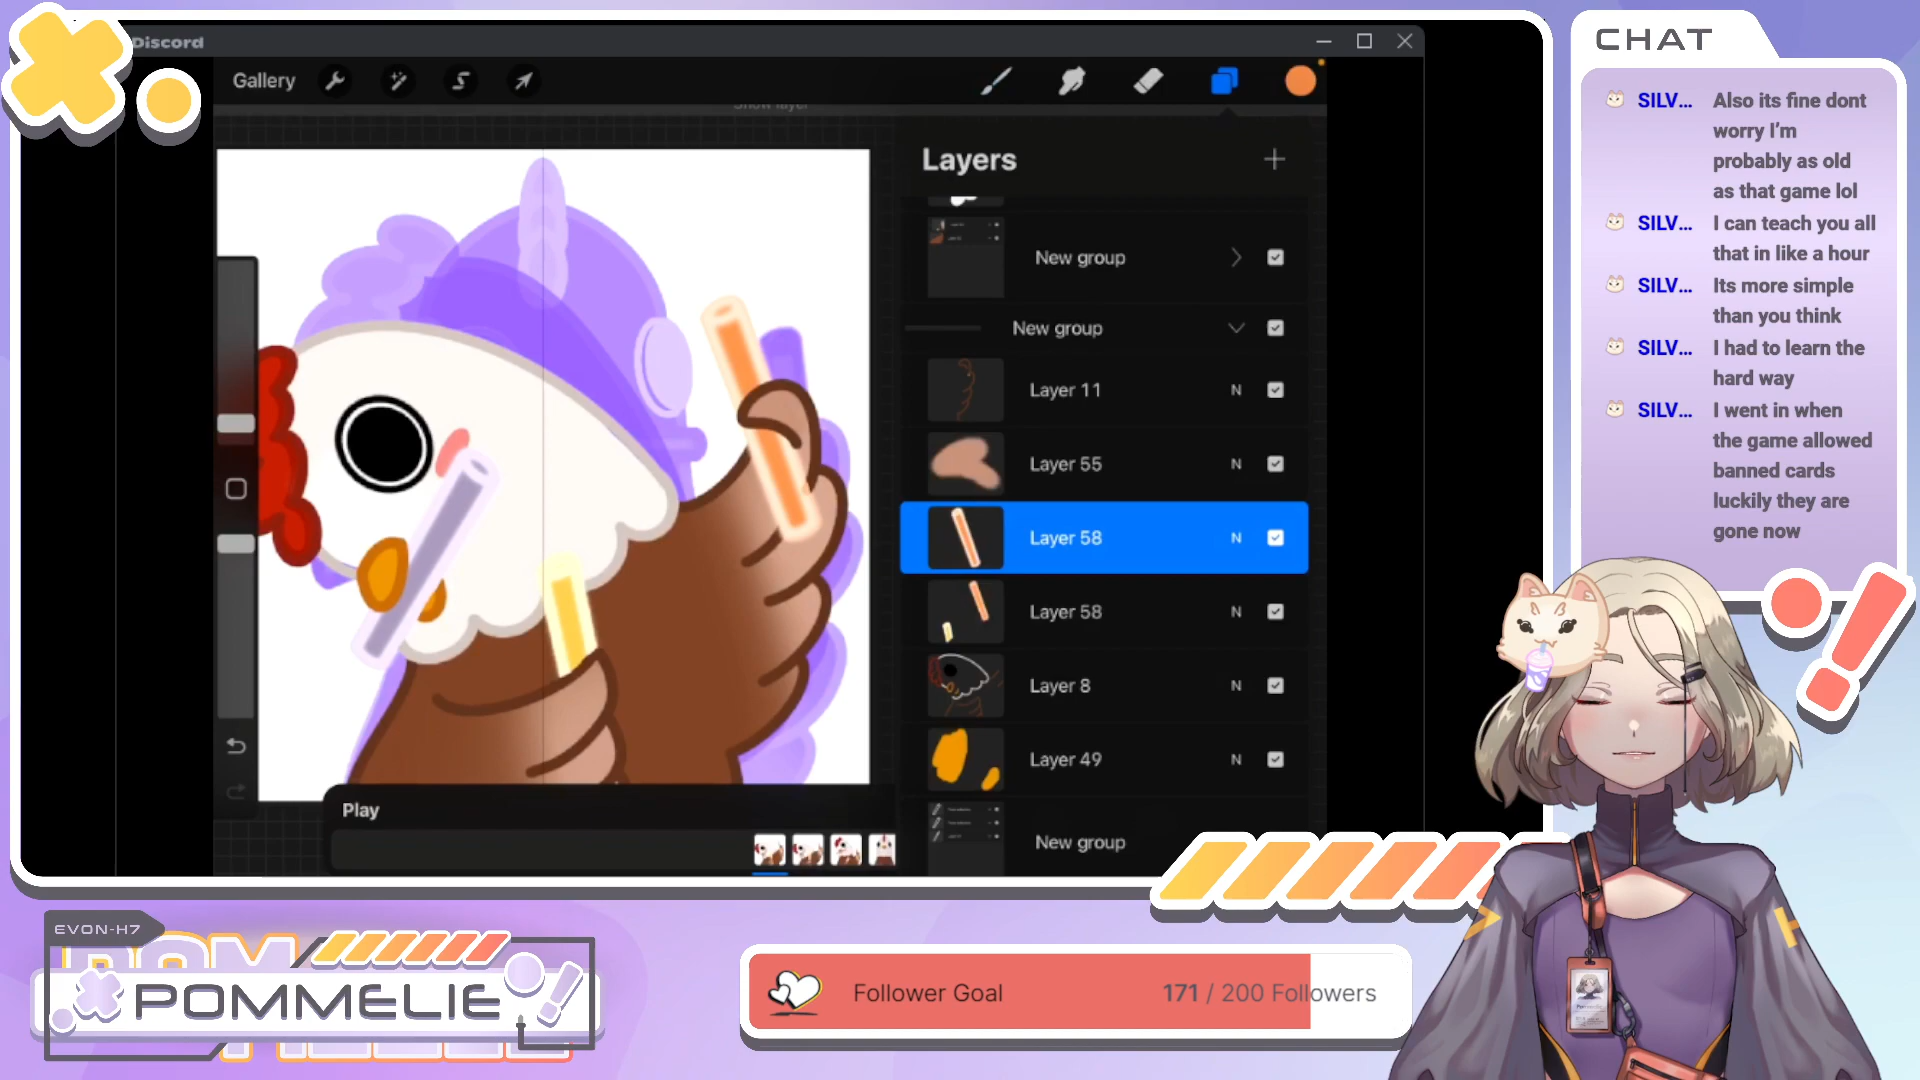 Discord
Gallery
Show layer
Layers
New group
New group
Layer 11
N
Layer 55
N
Layer 58
N
Layer 58
N
Layer 8
N
Layer 49
N
New group
Play
CHAT
SILV... Also its fine dont
worry I'm
probably as old
as that game lol
SILV... I can teach you all
that in like a hour
SILV... Its more simple
than you think
SILV... I had to learn the
hard way
SILV... I went in when
the game allowed
banned cards
luckily they are
gone now
EVON-H7
POMMELIE
Follower Goal
171 / 200 Followers